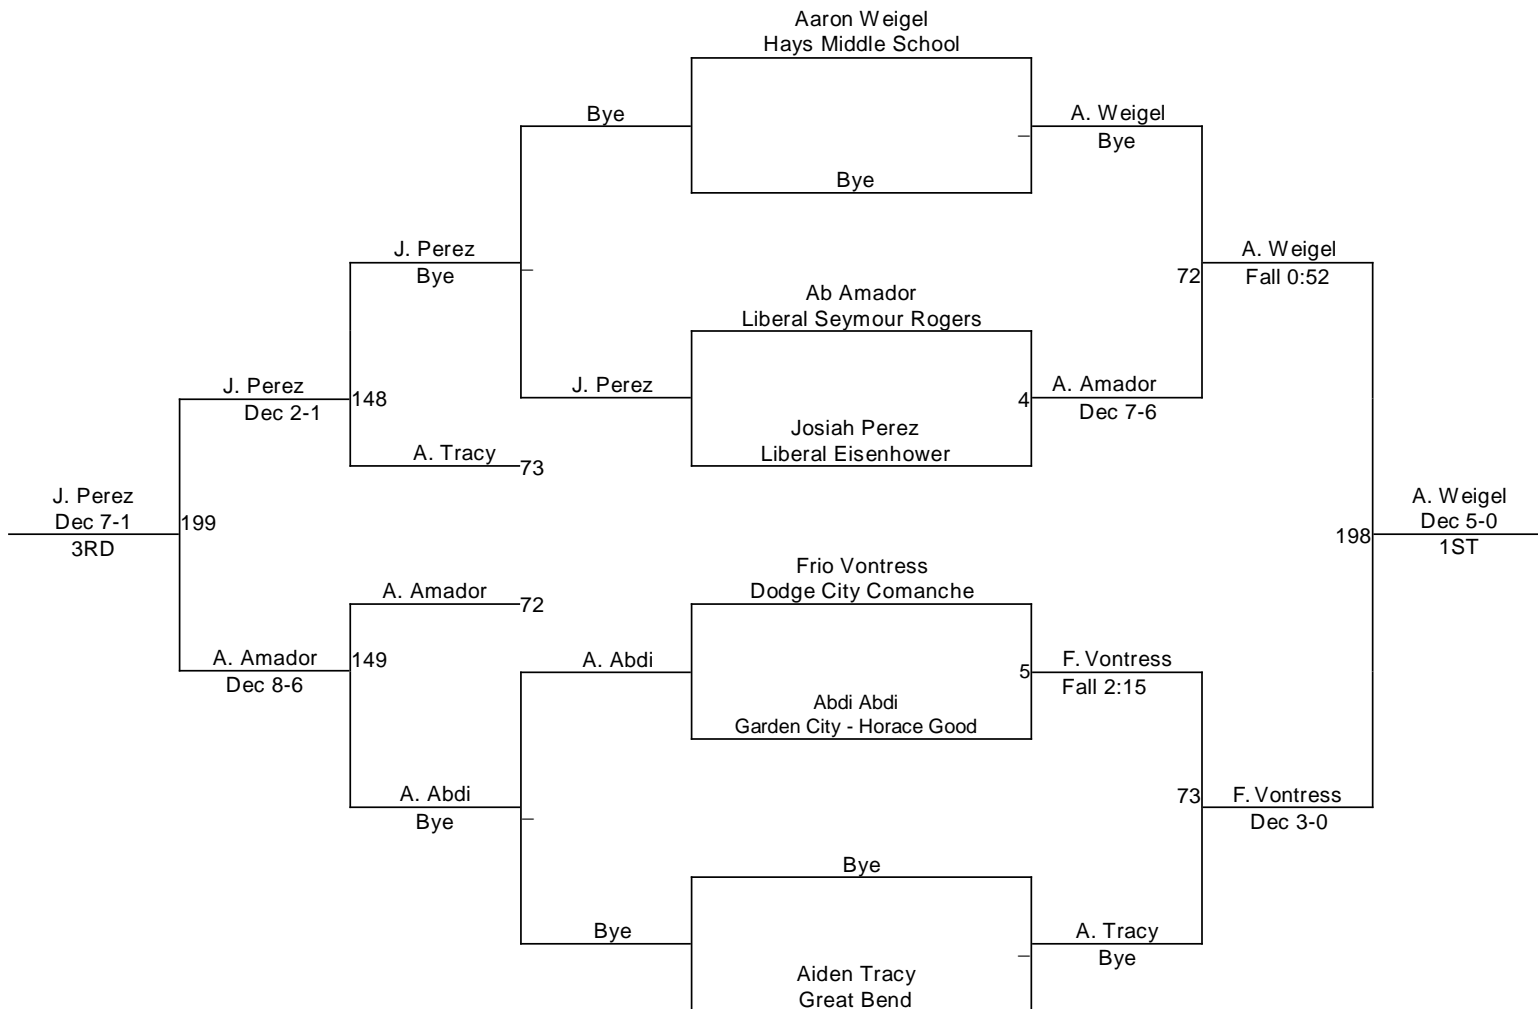 Aaron Weigel
Hays Middle School
Bye
A. Weigel
Bye
Bye
J. Perez
Bye
A. Weigel
72
Fall 0:52
Ab Amador
Liberal Seymour Rogers
J. Perez
Dec 2-1
148
J. Perez
4
A. Amador
Dec 7-6
Josiah Perez
Liberal Eisenhower
A. Tracy
73
J. Perez
Dec 7-1
3RD
199
198
A. Weigel
Dec 5-0
1ST
Frio Vontress
Dodge City Comanche
A. Amador
72
A. Amador
Dec 8-6
149
A. Abdi
5
F. Vontress
Fall 2:15
Abdi Abdi
Garden City - Horace Good
A. Abdi
Bye
73
F. Vontress
Dec 3-0
Bye
Bye
A. Tracy
Bye
Aiden Tracy
Great Bend